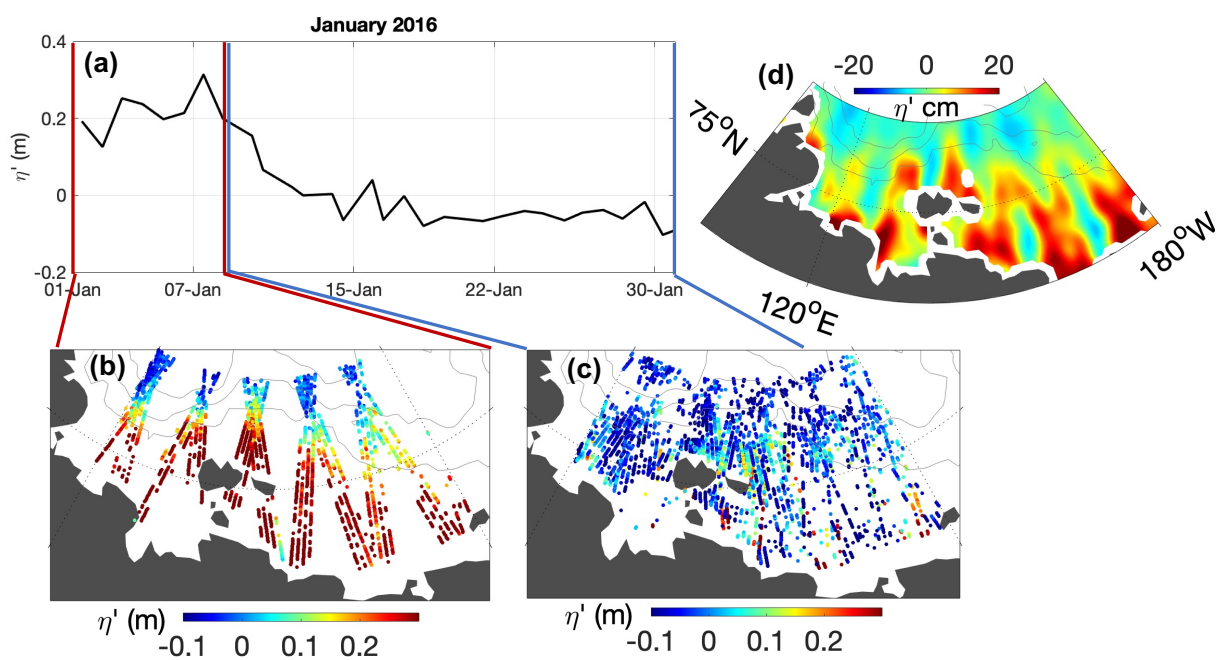 January 2016
(a)
0.4
0.2
0
-0.2
η' (m)
01-Jan
07-Jan
15-Jan
22-Jan
30-Jan
(d)
-20
0
20
η' cm
75°N
120°E
180°W
(b)
η' (m)
-0.1
0
0.1
0.2
(c)
η' (m)
-0.1
0
0.1
0.2